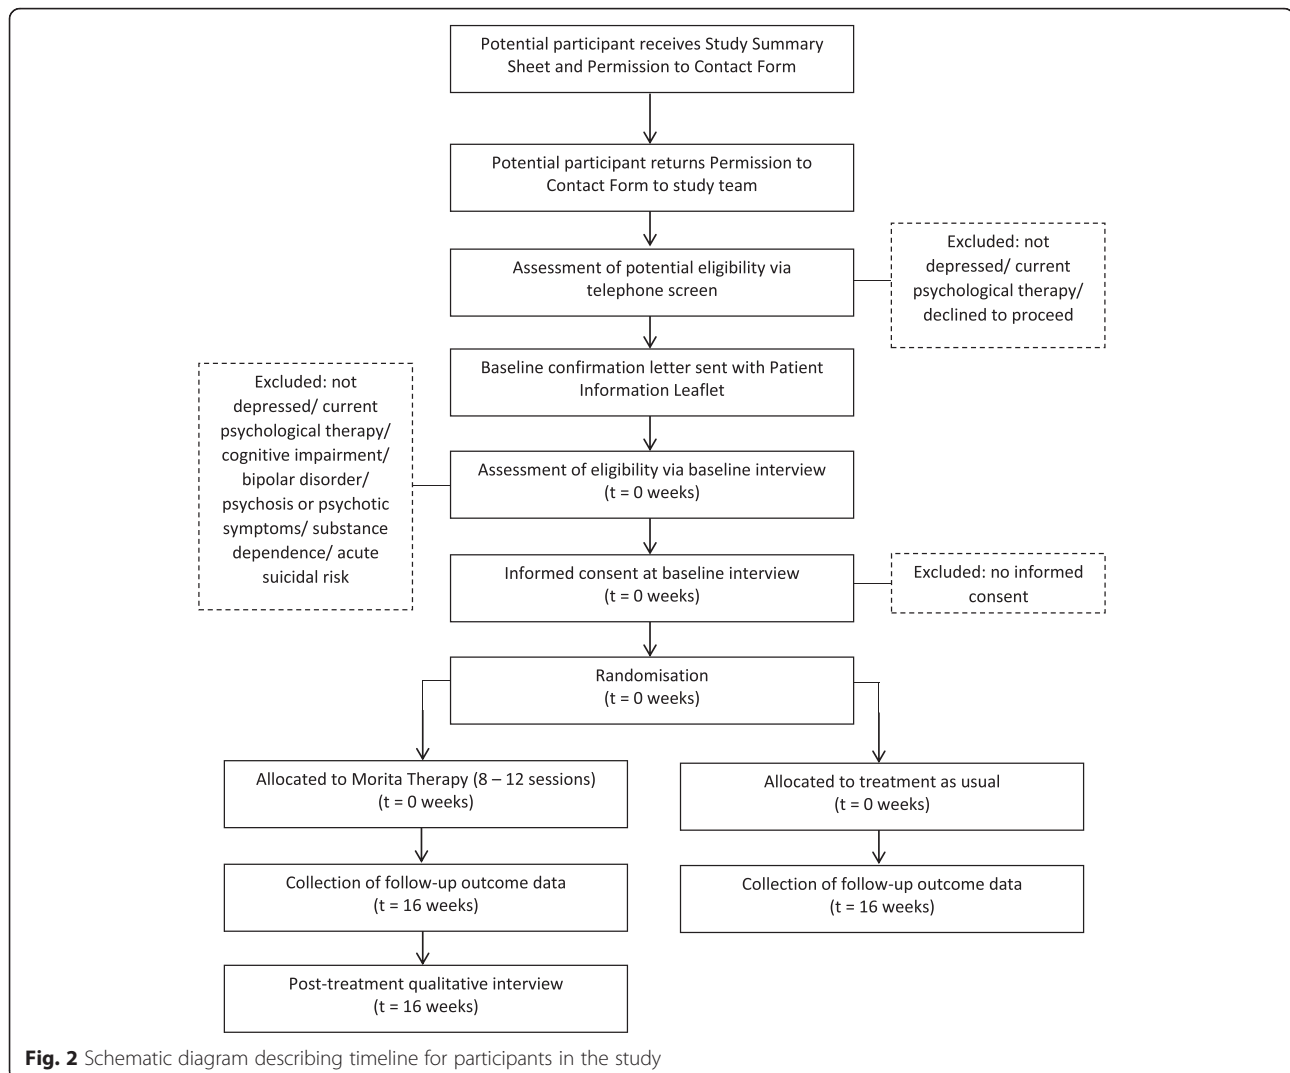 Potential participant receives Study Summary
Sheet and Permission to Contact Form
Potential participant returns Permission to
Contact Form to study team
Assessment of potential eligibility via
telephone screen
Excluded: not
depressed/ current
psychological therapy/
declined to proceed
Baseline confirmation letter sent with Patient
Information Leaflet
Excluded: not
depressed/ current
psychological therapy/
cognitive impairment/
bipolar disorder/
psychosis or psychotic
symptoms/ substance
dependence/ acute
suicidal risk
Assessment of eligibility via baseline interview
(t = 0 weeks)
Informed consent at baseline interview
(t = 0 weeks)
Excluded: no informed
consent
Randomisation
(t = 0 weeks)
Allocated to Morita Therapy (8 – 12 sessions)
(t = 0 weeks)
Allocated to treatment as usual
(t = 0 weeks)
Collection of follow-up outcome data
(t = 16 weeks)
Collection of follow-up outcome data
(t = 16 weeks)
Post-treatment qualitative interview
(t = 16 weeks)
Fig. 2 Schematic diagram describing timeline for participants in the study